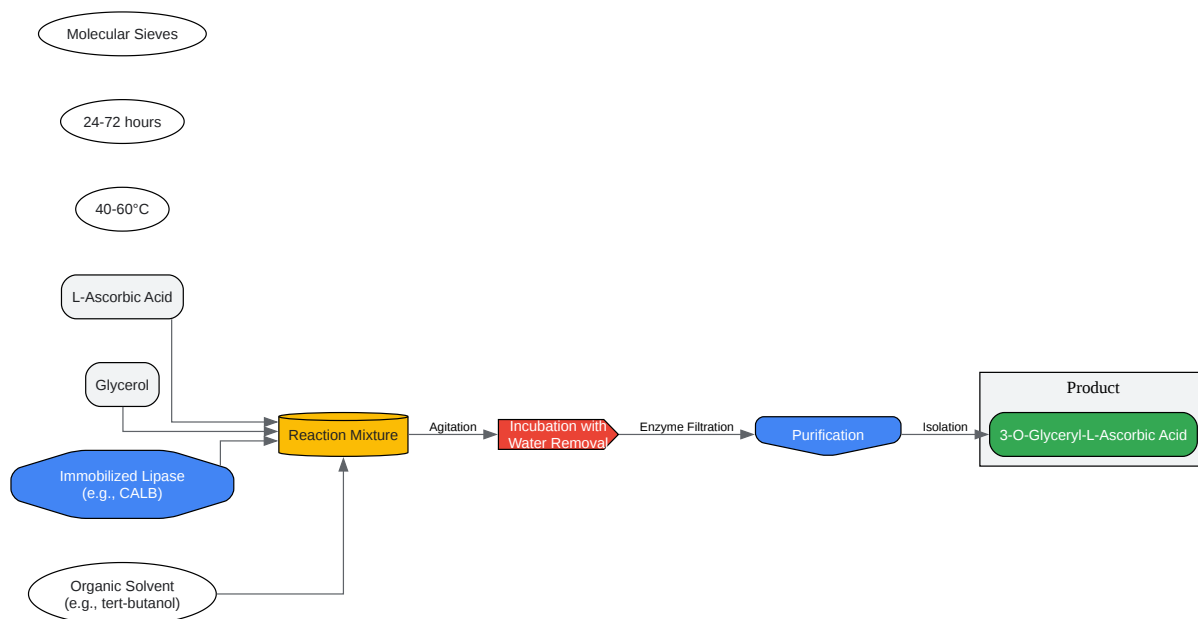 Molecular Sieves
24-72 hours
40-60°C
L-Ascorbic Acid
Glycerol
Immobilized Lipase
(e.g., CALB)
Organic Solvent
(e.g., tert-butanol)
Reaction Mixture
Agitation
Incubation with
Water Removal
Enzyme Filtration
Purification
Isolation
Product
3-O-Glyceryl-L-Ascorbic Acid